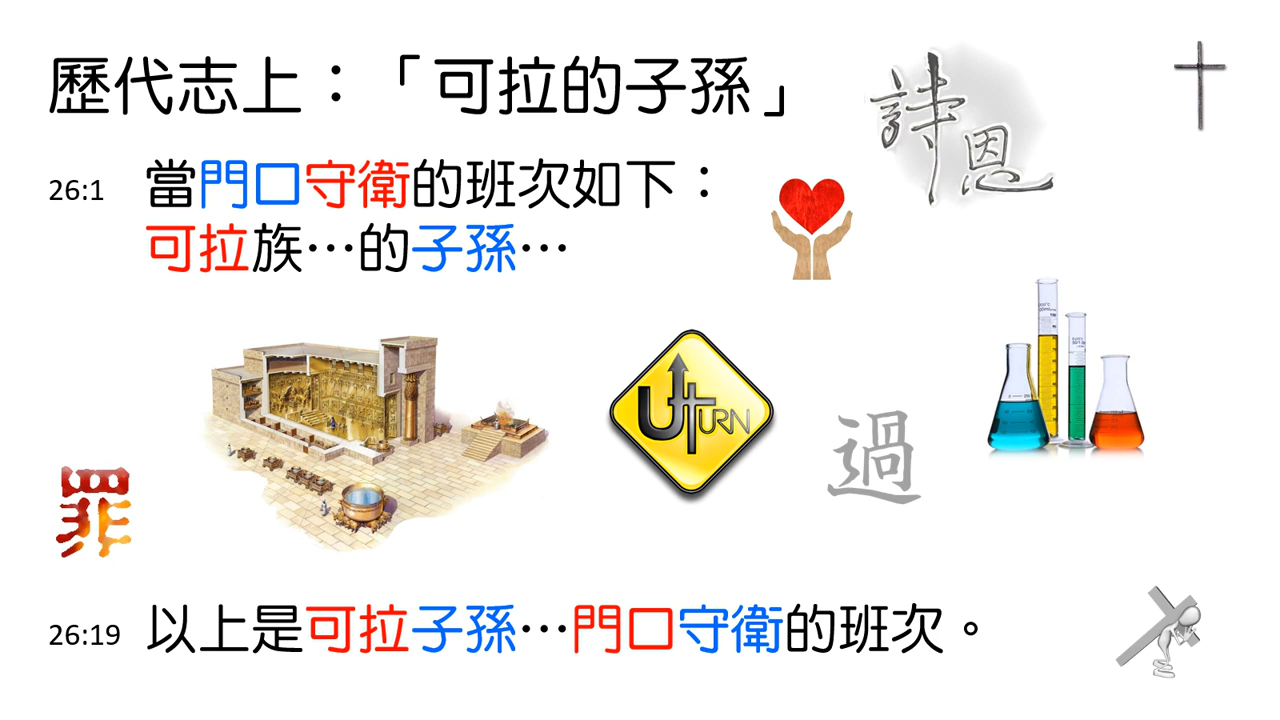 歷代志上：「可拉的子孫」
詩恩
26:1 當門口守衛的班次如下：
可拉族…的子孫…
U TURN
過
罪
26:19 以上是可拉子孫…門口守衛的班次。